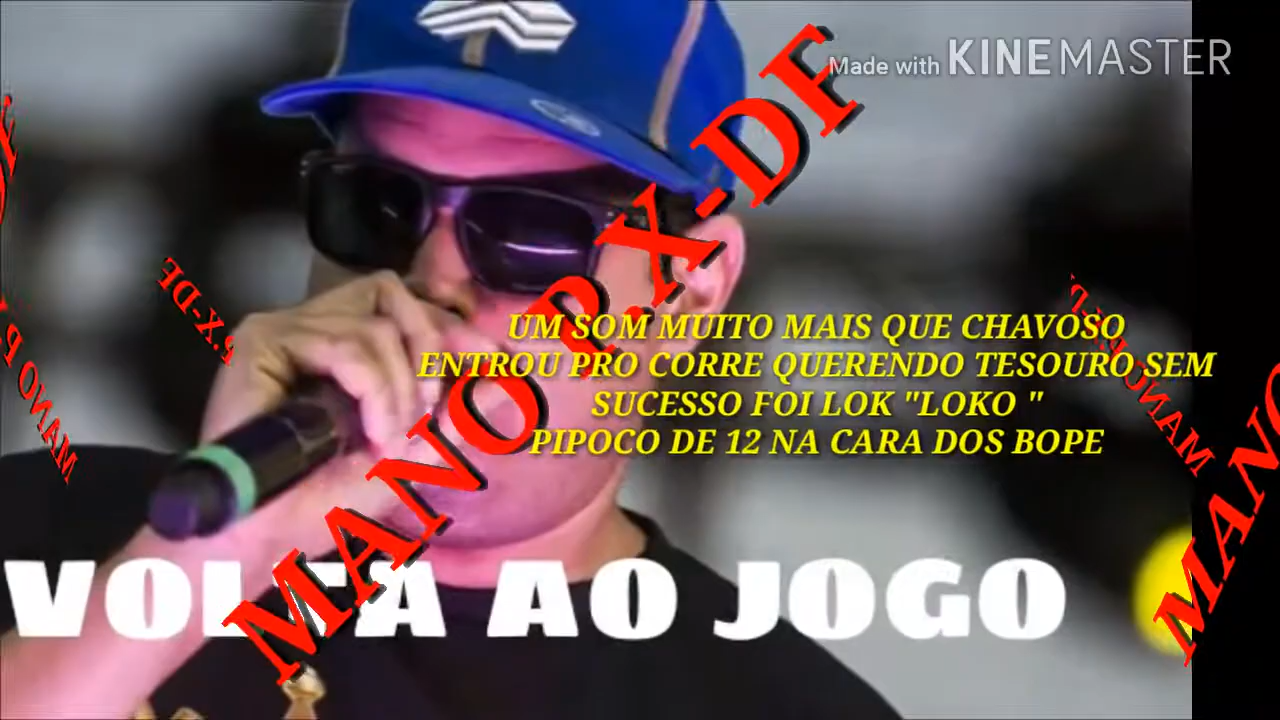 Made with KINEMASTER
MANO P.X-DF
P.X-DF
MANO P.X
UM SOM MUITO MAIS QUE CHAVOSO
ENTROU PRO CORRE QUERENDO TESOURO SEM
SUCESSO FOI LOK "LOKO "
PIPOCO DE 12 NA CARA DOS BOPE
VOLTA AO JOGO
MANO